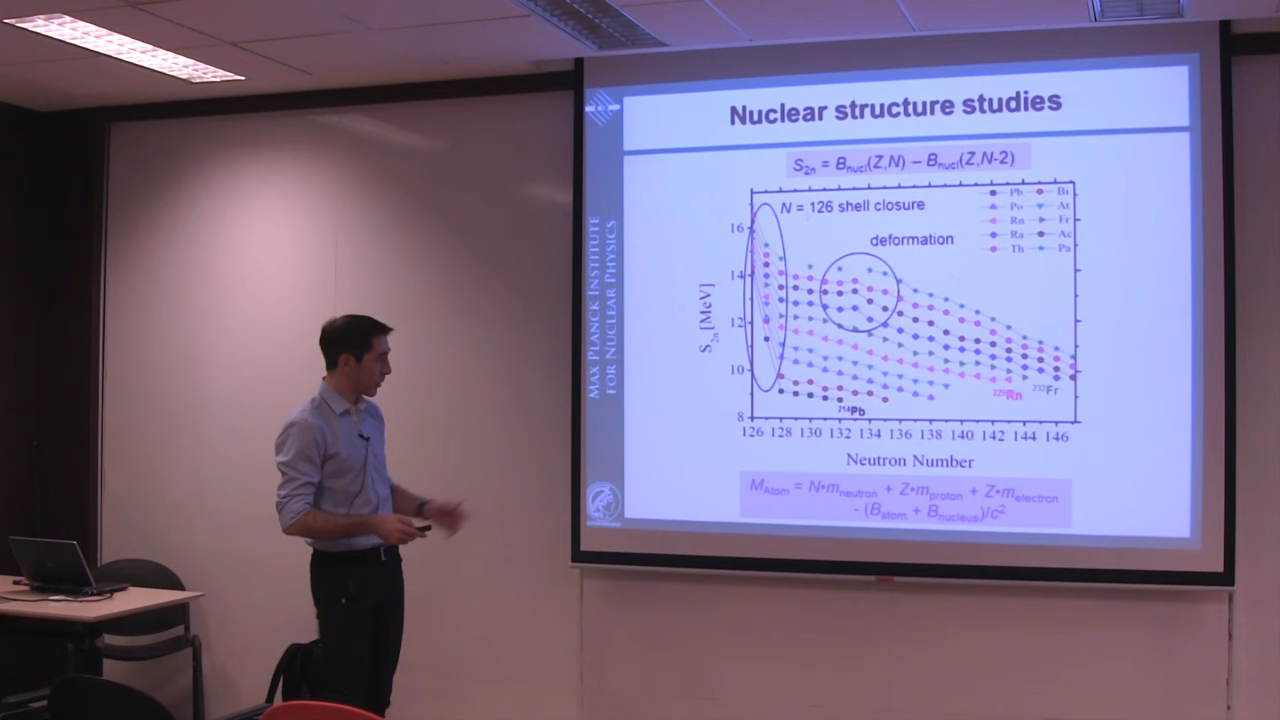 Nuclear structure studies
MAX PLANCK INSTITUTE
FOR NUCLEAR PHYSICS
S2n = Bnucl(Z,N) – Bnucl(Z,N-2)
N = 126 shell closure
deformation
Pb Bi
Po At
Rn Fr
Ra Ac
Th Pa
S2n [MeV]
16
14
12
10
8
214Pb
229Rn
232Fr
126 128 130 132 134 136 138 140 142 144 146
Neutron Number
MAtom = N•mneutron + Z•mproton + Z•melectron
- (Batom + Bnucleus)/c2